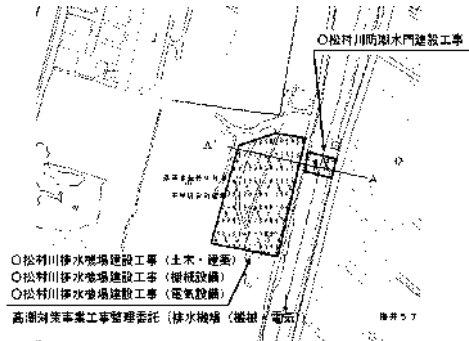 ○松村川防潮水門建設工事
A'
A
○松村川排水機場建設工事（土木・建築）
○松村川排水機場建設工事（機械設備）
○松村川排水機場建設工事（電気設備）
高潮対策事業工事整理委託（排水機場（機械・電気））